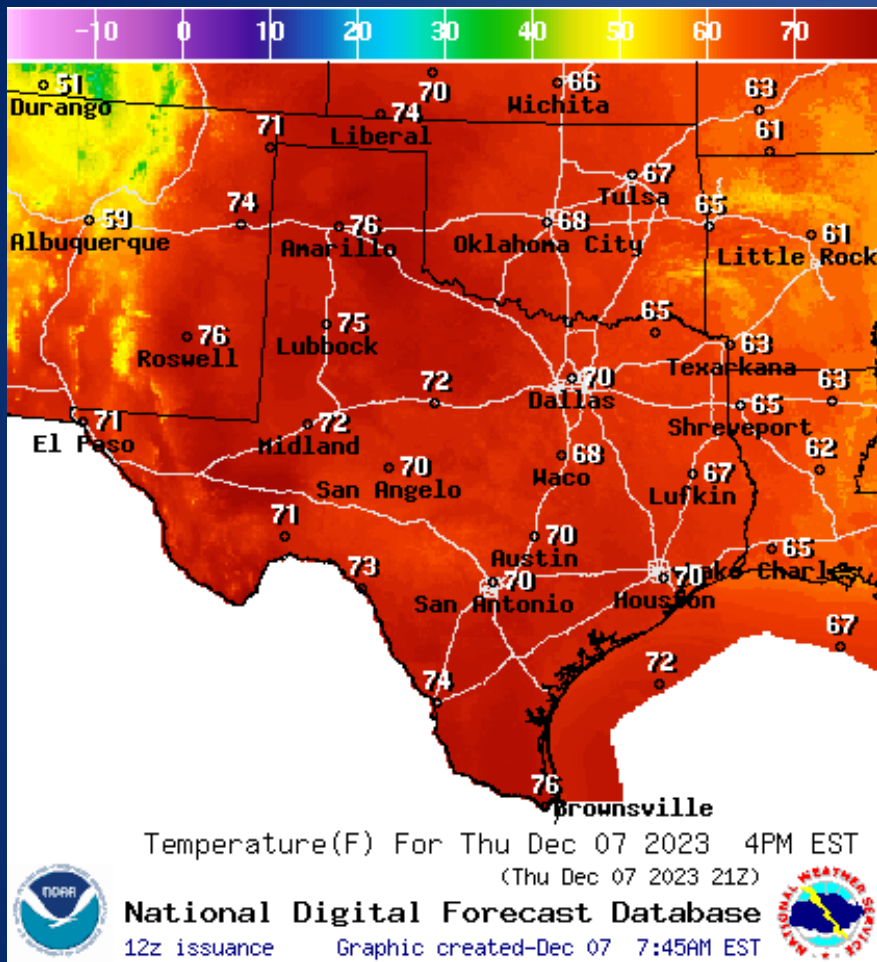 -10 0 10 20 30 40 50 60 70
51
Durango
70
66
Wichita
63
74
Liberal
71
61
67
Tulsa
59
Albuquerque
74
76
Amarillo
68
Oklahoma City
65
61
Little Rock
76
Roswell
75
Lubbock
65
63
Texarkana
72
70
Dallas
63
65
Shreveport
71
El Paso
72
Midland
70
San Angelo
68
Waco
67
Lufkin
62
71
70
Austin
65
Lake Charles
73
70
San Antonio
70
Houston
67
72
74
76
Brownsville
Temperature(F) For Thu Dec 07 2023 4PM EST
(Thu Dec 07 2023 21Z)
NOAA
National Digital Forecast Database
12z issuance Graphic created-Dec 07 7:45AM EST
NATIONAL WEATHER SERVICE